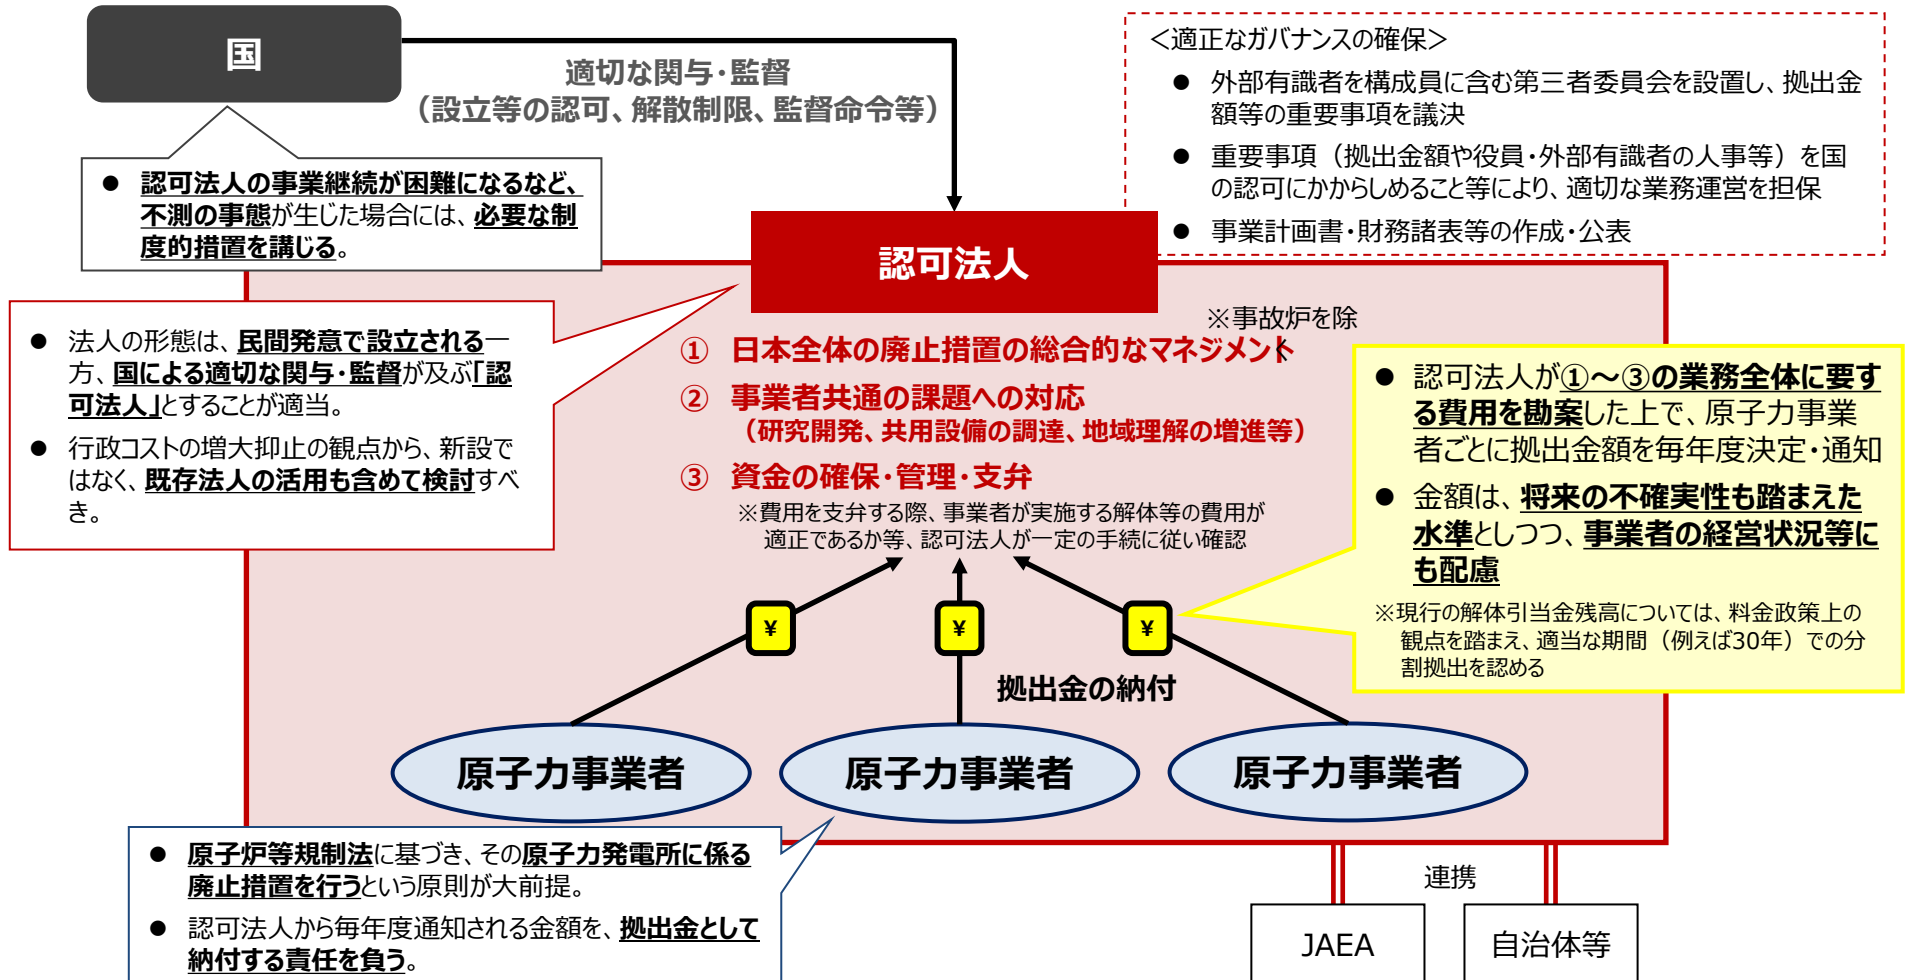 国
適切な関与・監督
（設立等の認可、解散制限、監督命令等）
＜適正なガバナンスの確保＞
● 外部有識者を構成員に含む第三者委員会を設置し、拠出金
額等の重要事項を議決
● 重要事項（拠出金額や役員・外部有識者の人事等）を国
の認可にかからしめること等により、適切な業務運営を担保
● 事業計画書・財務諸表等の作成・公表
● 認可法人の事業継続が困難になるなど、
不測の事態が生じた場合には、必要な制
度的措置を講じる。
認可法人
● 法人の形態は、民間発意で設立される一
方、国による適切な関与・監督が及ぶ「認
可法人」とすることが適当。
● 行政コストの増大抑止の観点から、新設で
はなく、既存法人の活用も含めて検討すべ
き。
※事故炉を除
く
① 日本全体の廃止措置の総合的なマネジメント
② 事業者共通の課題への対応
（研究開発、共用設備の調達、地域理解の増進等）
③ 資金の確保・管理・支弁
※費用を支弁する際、事業者が実施する解体等の費用が
適正であるか等、認可法人が一定の手続に従い確認
● 認可法人が①～③の業務全体に要す
る費用を勘案した上で、原子力事業
者ごとに拠出金額を毎年度決定・通知
● 金額は、将来の不確実性も踏まえた
水準としつつ、事業者の経営状況等に
も配慮
※現行の解体引当金残高については、料金政策上の
観点を踏まえ、適当な期間（例えば30年）での分
割拠出を認める
¥
¥
¥
拠出金の納付
原子力事業者
原子力事業者
原子力事業者
● 原子炉等規制法に基づき、その原子力発電所に係る
廃止措置を行うという原則が大前提。
● 認可法人から毎年度通知される金額を、拠出金として
納付する責任を負う。
連携
JAEA
自治体等